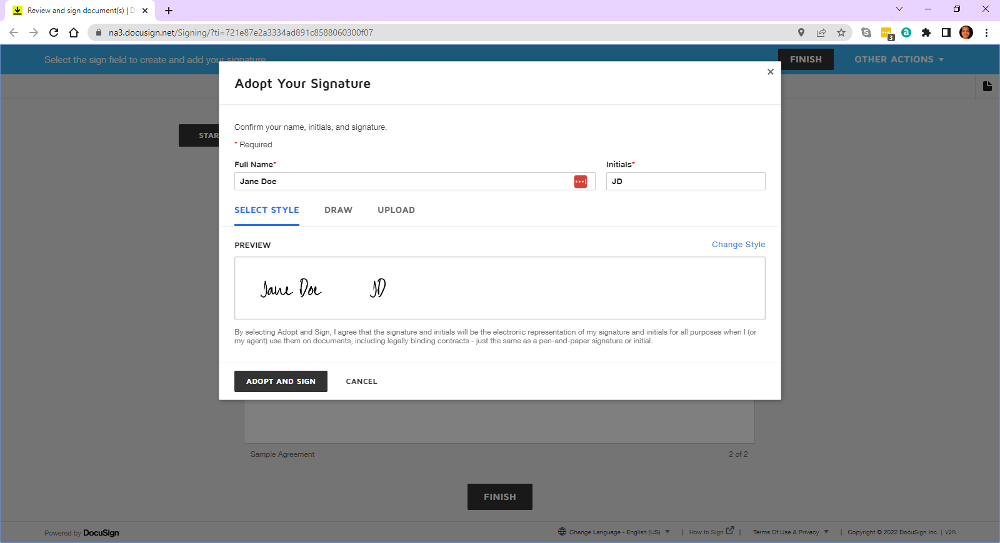 Review and sign document(s) | D
na3.docusign.net/Signing/?ti=721e87e2a3334ad891c8588060300f07
3
Select the sign field to create and add your signature
FINISH
OTHER ACTIONS
Adopt Your Signature
Confirm your name, initials, and signature.
* Required
STAR
Full Name*
Initials*
Jane Doe
JD
SELECT STYLE DRAW UPLOAD
PREVIEW
Change Style
Jane Doe JD
By selecting Adopt and Sign, I agree that the signature and initials will be the electronic representation of my signature and initials for all purposes when I (or
my agent) use them on documents, including legally binding contracts - just the same as a pen-and-paper signature or initial.
ADOPT AND SIGN CANCEL
Sample Agreement
2 of 2
FINISH
Powered by DocuSign
Change Language - English (US) | How to Sign | Terms Of Use & Privacy | Copyright © 2022 DocuSign Inc. | V2R